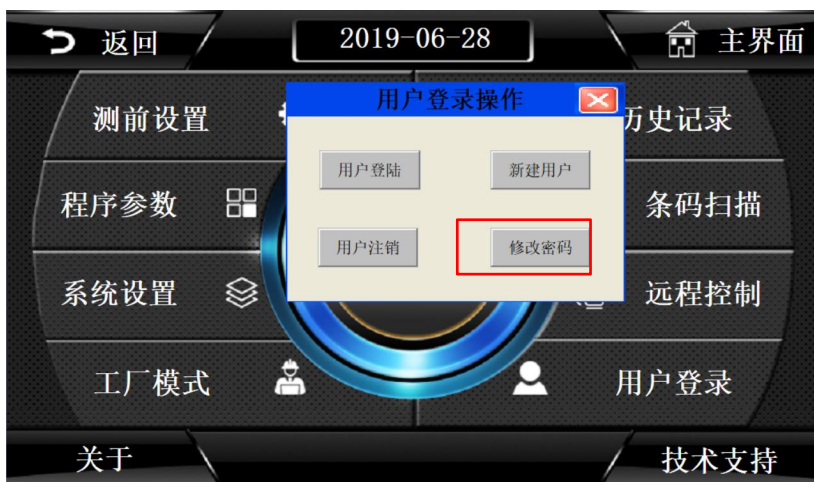 返回
2019-06-28
主界面
用户登录操作
测前设置
历史记录
用户登陆
新建用户
程序参数
条码扫描
用户注销
修改密码
系统设置
远程控制
工厂模式
用户登录
关于
技术支持